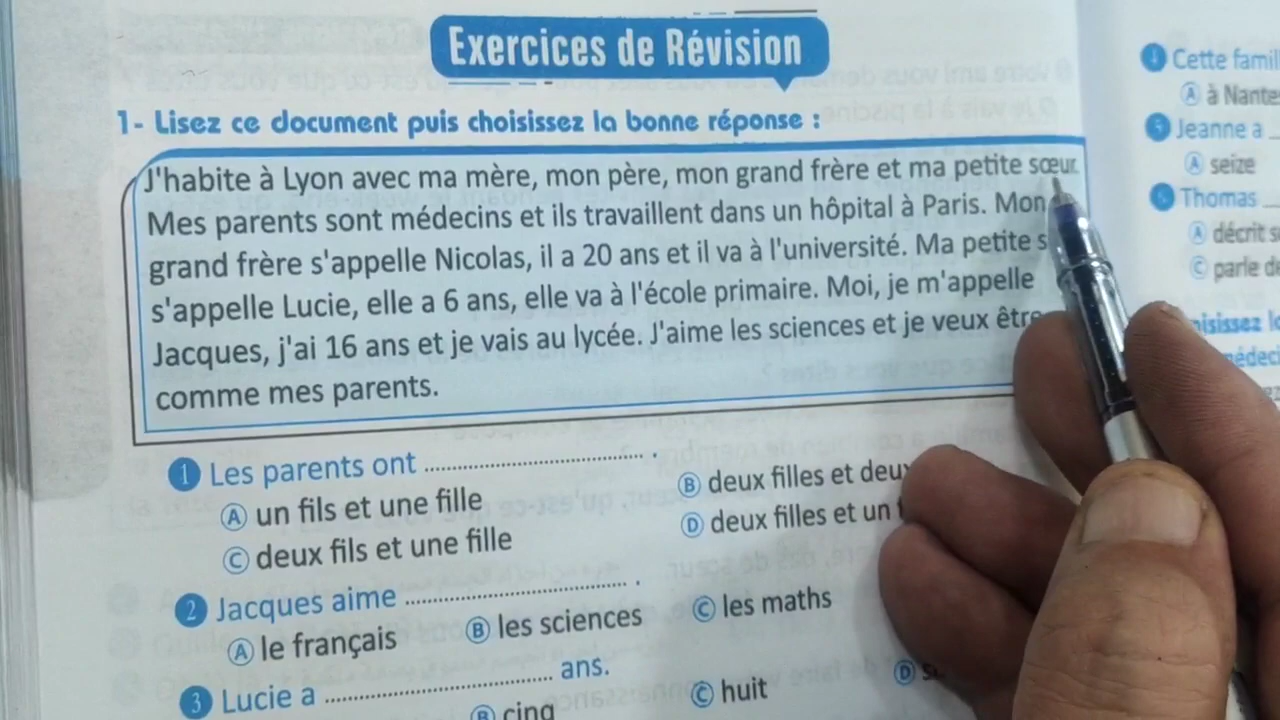 Exercices de Révision
1- Lisez ce document puis choisissez la bonne réponse :
J'habite à Lyon avec ma mère, mon père, mon grand frère et ma petite sœur.
Mes parents sont médecins et ils travaillent dans un hôpital à Paris. Mon
grand frère s'appelle Nicolas, il a 20 ans et il va à l'université. Ma petite
s'appelle Lucie, elle a 6 ans, elle va à l'école primaire. Moi, je m'appelle
Jacques, j'ai 16 ans et je vais au lycée. J'aime les sciences et je veux être
comme mes parents.
1 Les parents ont .
A un fils et une fille
B deux filles et deux
C deux fils et une fille
D deux filles et un
2 Jacques aime .
A le français
B les sciences
C les maths
3 Lucie a ans.
B cinq
C huit
D
4 Cette famil
A à Nantes
5 Jeanne a
A seize
6 Thomas
A décrit s
C parle de